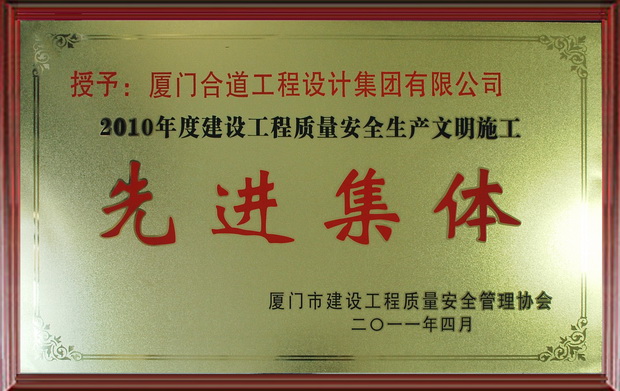 授予：厦门合道工程设计集团有限公司
2010年度建设工程质量安全生产文明施工
先进集体
厦门市建设工程质量安全管理协会
二〇一一年四月